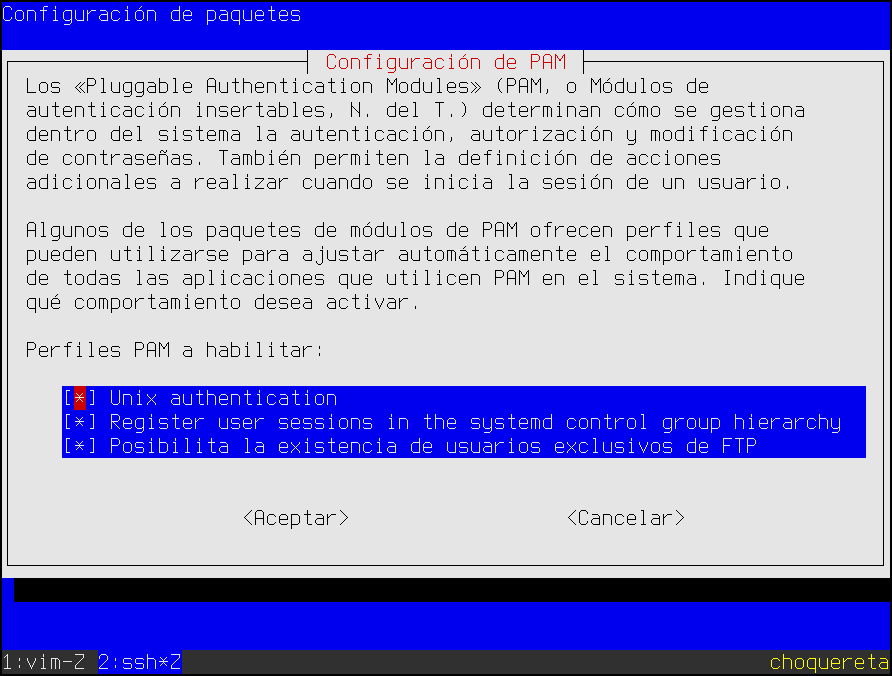 Configuración de paquetes
Configuración de PAM
Los «Pluggable Authentication Modules» (PAM, o Módulos de
autenticación insertables, N. del T.) determinan cómo se gestiona
dentro del sistema la autenticación, autorización y modificación
de contraseñas. También permiten la definición de acciones
adicionales a realizar cuando se inicia la sesión de un usuario.
Algunos de los paquetes de módulos de PAM ofrecen perfiles que
pueden utilizarse para ajustar automáticamente el comportamiento
de todas las aplicaciones que utilicen PAM en el sistema. Indique
qué comportamiento desea activar.
Perfiles PAM a habilitar:
[*] Unix authentication
[*] Register user sessions in the systemd control group hierarchy
[*] Posibilita la existencia de usuarios exclusivos de FTP
<Aceptar> <Cancelar>
1:vim-Z 2:ssh*Z choquereta